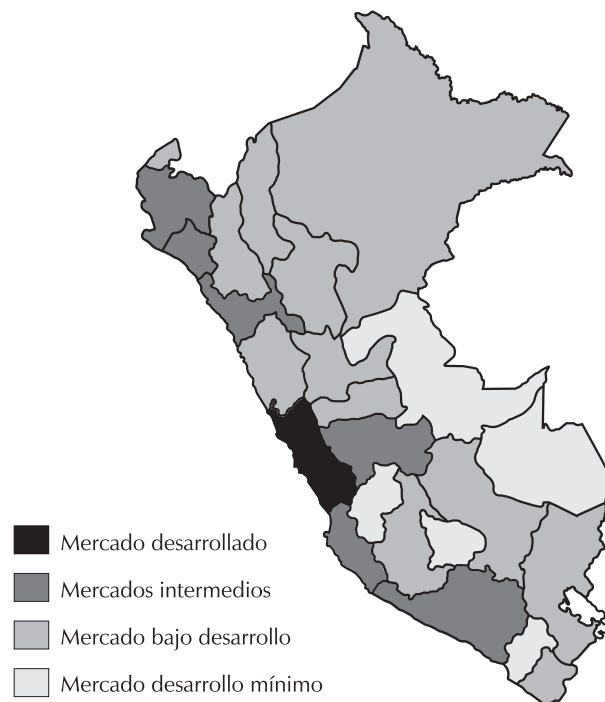 Mercado desarrollado
Mercados intermedios
Mercado bajo desarrollo
Mercado desarrollo mínimo